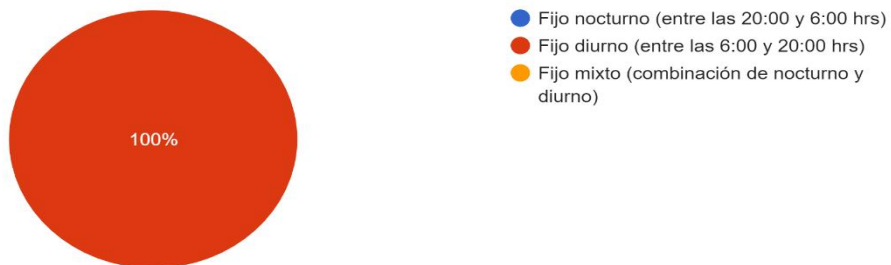 Fijo nocturno (entre las 20:00 y 6:00 hrs)
Fijo diurno (entre las 6:00 y 20:00 hrs)
Fijo mixto (combinación de nocturno y
diurno)
100%